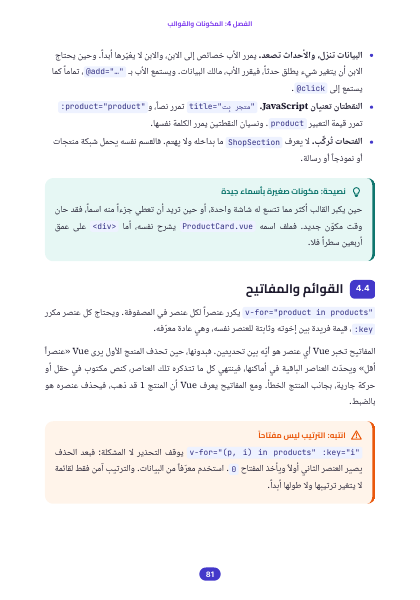 الفصل 4: المكونات والقوالب
• البيانات تنزل، والأحداث تصعد. يمرر الأب خصائص إلى الابن، والابن لا يغيّرها أبداً. وحين يحتاج
الابن أن يتغير شيء يطلق حدثاً، فيقرر الأب، مالك البيانات. ويستمع الأب بـ @add="…"، تماماً كما
يستمع إلى @click.
• النقطتان تعنيان JavaScript. title="متجر بيت" تمرر نصاً، و :product="product"
تمرر قيمة التعبير product. ونسيان النقطتين يمرر الكلمة نفسها.
• الفتحات تُركَّب. لا يعرف ShopSection ما بداخله ولا يهتم. فالقسم نفسه يحمل شبكة منتجات
أو نموذجاً أو رسالة.
نصيحة: مكونات صغيرة بأسماء جيدة
حين يكبر القالب أكثر مما تتسع له شاشة واحدة، أو حين تريد أن تعطي جزءاً منه اسماً، فقد حان
وقت مكوّن جديد. فملف اسمه ProductCard.vue يشرح نفسه، أما <div> على عمق
أربعين سطراً فلا.
4.4 القوائم والمفاتيح
v-for="product in products" يكرر عنصراً لكل عنصر في المصفوفة. ويحتاج كل عنصر مكرر
:key، قيمة فريدة بين إخوته وثابتة للعنصر نفسه، وهي عادة معرّفه.
المفاتيح تخبر Vue أي عنصر هو أيّه بين تحديثين. فبدونها، حين تحذف المنتج الأول يرى Vue «عنصراً
أقل» ويحدث العناصر الباقية في أماكنها، فينتهي كل ما تتذكره تلك العناصر، كنص مكتوب في حقل أو
حركة جارية، بجانب المنتج الخطأ. ومع المفاتيح يعرف Vue أن المنتج 1 قد ذهب، فيحذف عنصره هو
بالضبط.
انتبه: الترتيب ليس مفتاحاً
v-for="(p, i) in products" :key="i" يوقف التحذير لا المشكلة: فبعد الحذف
يصير العنصر الثاني أولاً ويأخذ المفتاح 0. استخدم معرّفاً من البيانات. والترتيب آمن فقط لقائمة
لا يتغير ترتيبها ولا طولها أبداً.
81